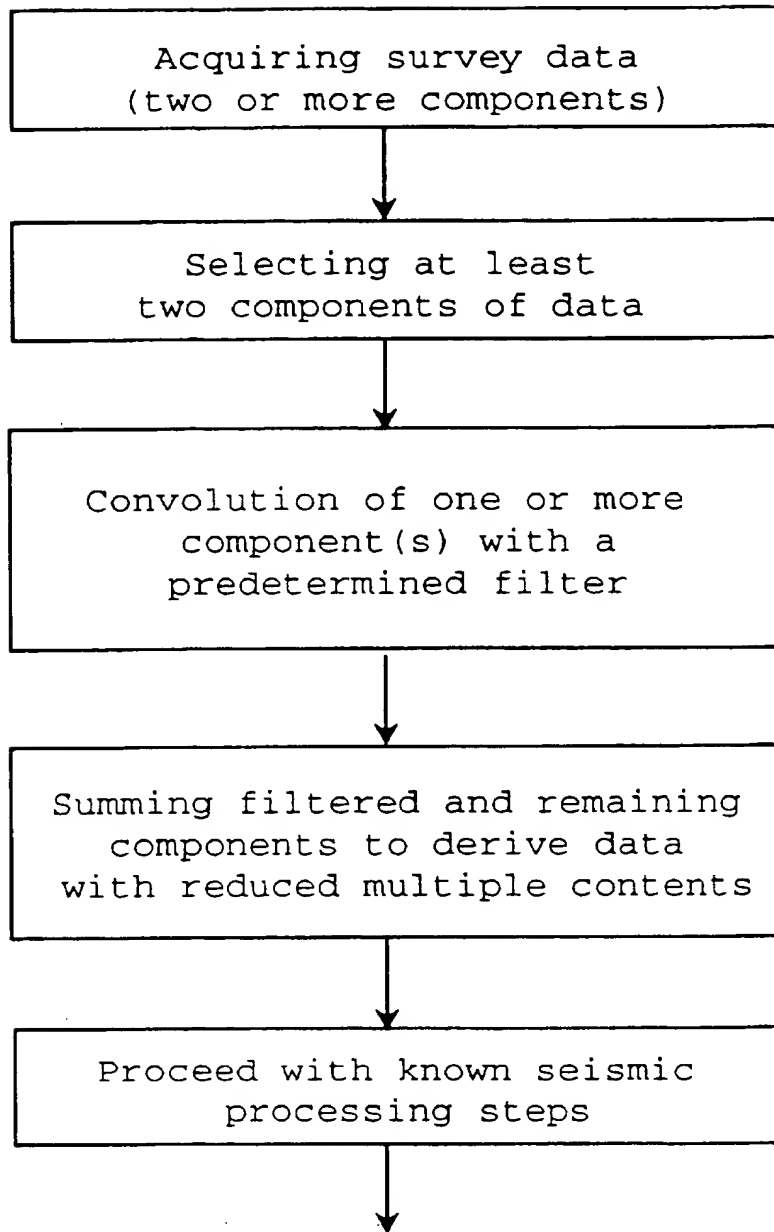 Acquiring survey data
(two or more components)
Selecting at least
two components of data
Convolution of one or more
component(s) with a
predetermined filter
Summing filtered and remaining
components to derive data
with reduced multiple contents
Proceed with known seismic
processing steps